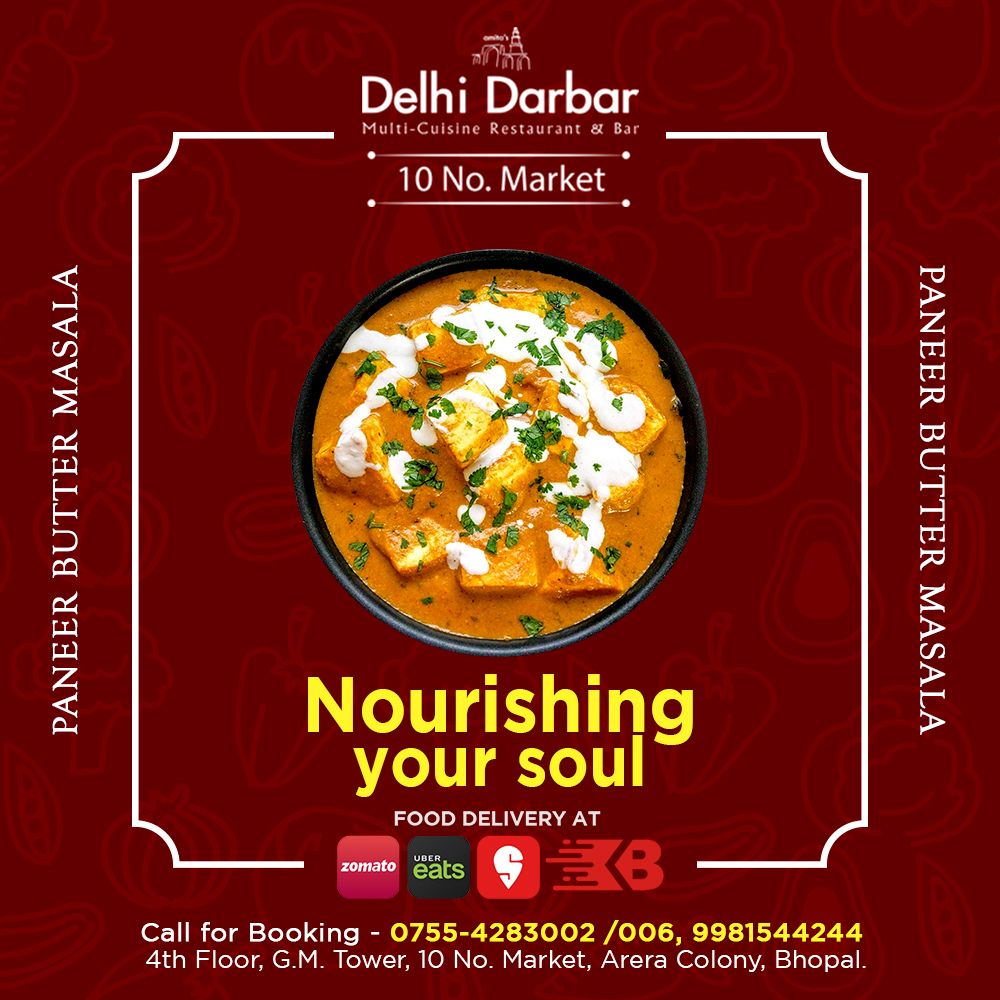 amita's
Delhi Darbar
Multi-Cuisine Restaurant & Bar
10 No. Market
PANEER BUTTER MASALA
PANEER BUTTER MASALA
Nourishing
your soul
FOOD DELIVERY AT
zomato
UBER
eats
KB
Call for Booking - 0755-4283002 /006, 9981544244
4th Floor, G.M. Tower, 10 No. Market, Arera Colony, Bhopal.